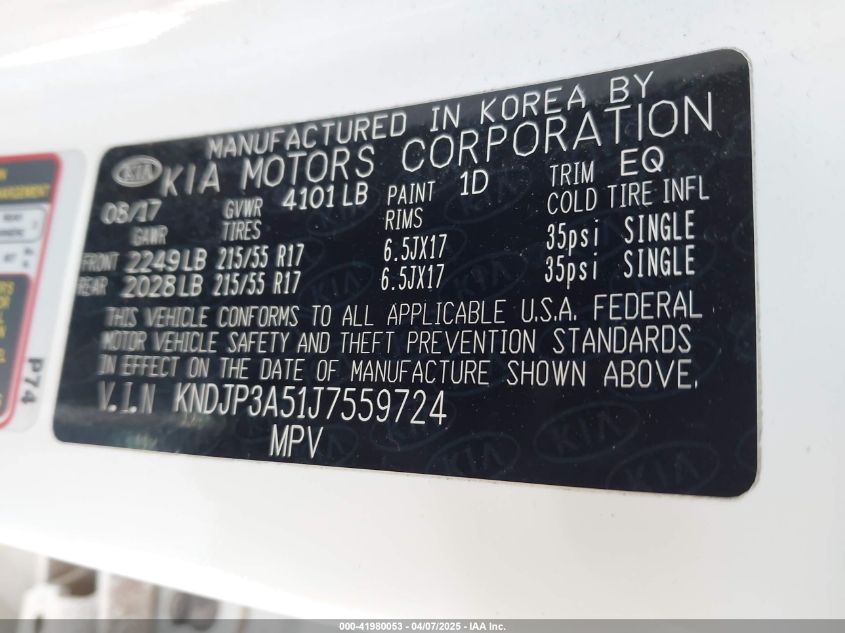 MANUFACTURED IN KOREA BY
KIA KIA MOTORS CORPORATION
08/17 GVWR 4101 LB PAINT 1D TRIM EQ
GAWR TIRES RIMS COLD TIRE INFL
FRONT 2249 LB 215/55 R17 6.5JX17 35psi SINGLE
REAR 2028 LB 215/55 R17 6.5JX17 35psi SINGLE
THIS VEHICLE CONFORMS TO ALL APPLICABLE U.S.A. FEDERAL
MOTOR VEHICLE SAFETY AND THEFT PREVENTION STANDARDS
IN EFFECT ON THE DATE OF MANUFACTURE SHOWN ABOVE.
V.I.N KNDJP3A51J7559724
MPV
P74
000-41980053 - 04/07/2025 - IAA Inc.